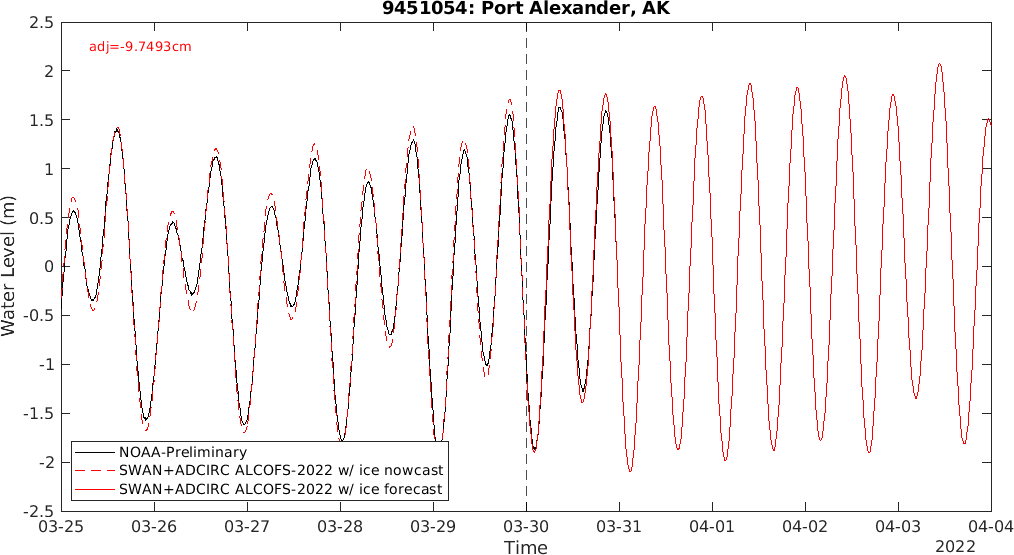 9451054: Port Alexander, AK
adj=-9.7493cm
2.5
2
1.5
1
0.5
0
-0.5
-1
-1.5
-2
-2.5
Water Level (m)
NOAA-Preliminary
SWAN+ADCIRC ALCOFS-2022 w/ ice nowcast
SWAN+ADCIRC ALCOFS-2022 w/ ice forecast
03-25 03-26 03-27 03-28 03-29 03-30 03-31 04-01 04-02 04-03 04-04
Time
2022